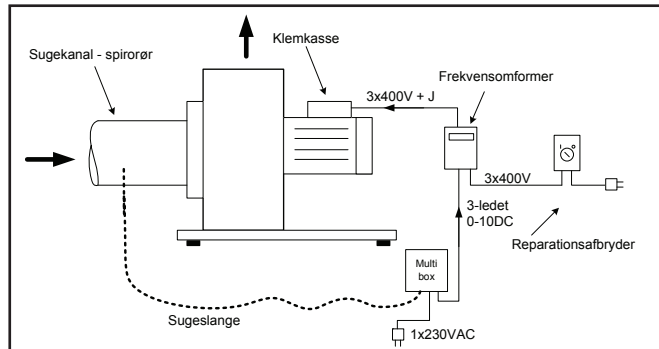 Sugekanal - spirorør
Klemkasse
Frekvensomformer
3x400V + J
3x400V
3-ledet
0-10DC
Reparationsafbryder
Multi
box
Sugeslange
1x230VAC